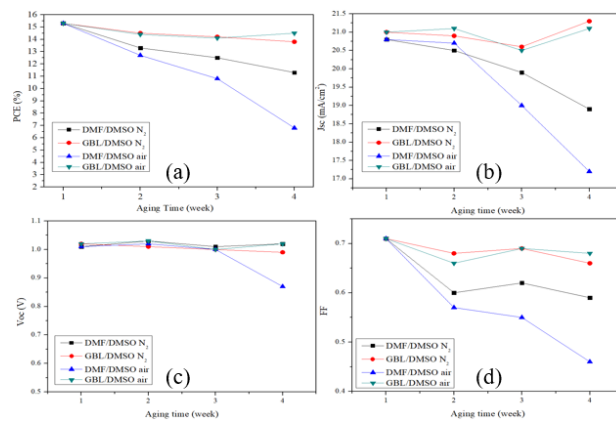 16
15
14
13
12
11
10
9
8
7
6
5
4
3
2
PCE (%)
DMF/DMSO N₂
GBL/DMSO N₂
DMF/DMSO air
GBL/DMSO air
(a)
1 2 3 4
Aging Time (week)
21.5
21.0
20.5
20.0
19.5
19.0
18.5
18.0
17.5
17.0
Jsc (mA/cm²)
DMF/DMSO N₂
GBL/DMSO N₂
DMF/DMSO air
GBL/DMSO air
(b)
1 2 3 4
Aging time (week)
1.1
1.0
0.9
0.8
0.7
0.6
0.5
Voc (V)
DMF/DMSO N₂
GBL/DMSO N₂
DMF/DMSO air
GBL/DMSO air
(c)
1 2 3 4
Aging time (week)
0.7
0.6
0.5
0.4
FF
DMF/DMSO N₂
GBL/DMSO N₂
DMF/DMSO air
GBL/DMSO air
(d)
1 2 3 4
Aging time (week)